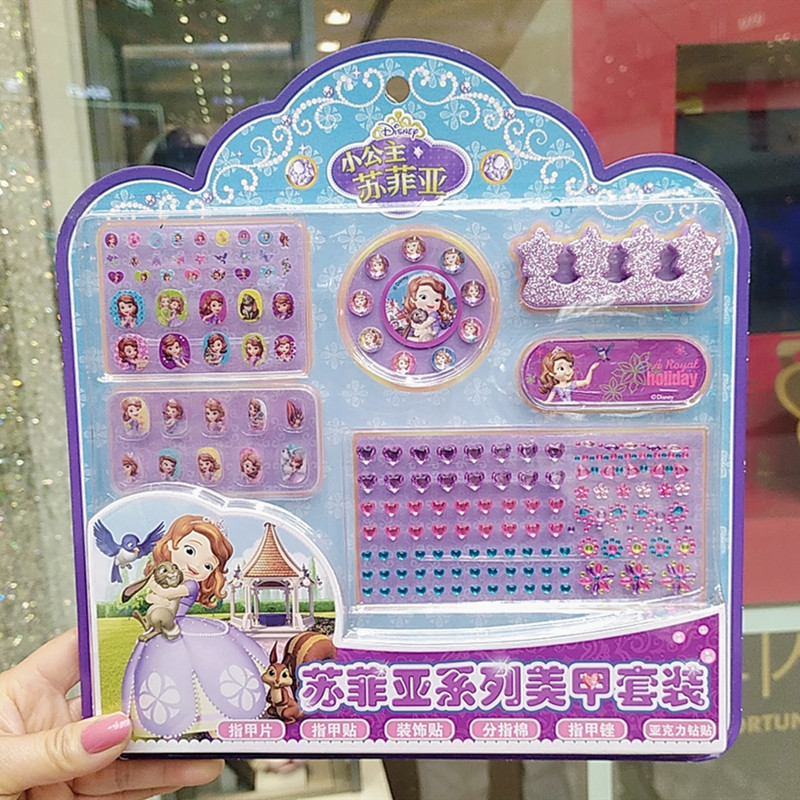 Disney
小公主
苏菲亚
3+
A Royal
holiday
©Disney
苏菲亚系列美甲套装
指甲片 指甲贴 装饰贴 分指棉 指甲锉 亚克力钻贴
ORTUN